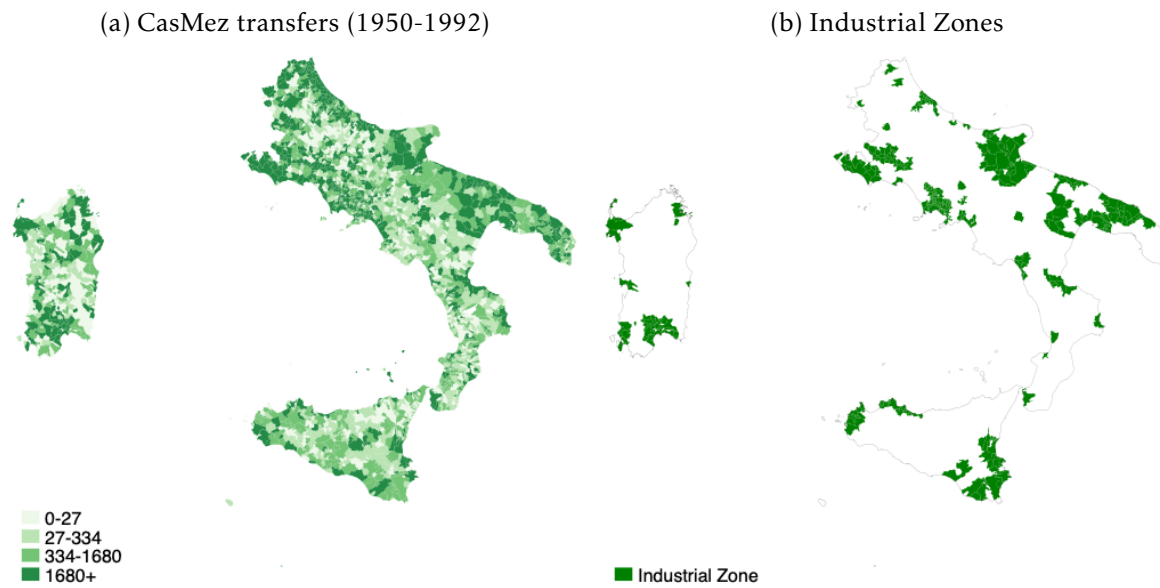 (a) CasMez transfers (1950-1992)
(b) Industrial Zones
0-27
27-334
334-1680
1680+
Industrial Zone